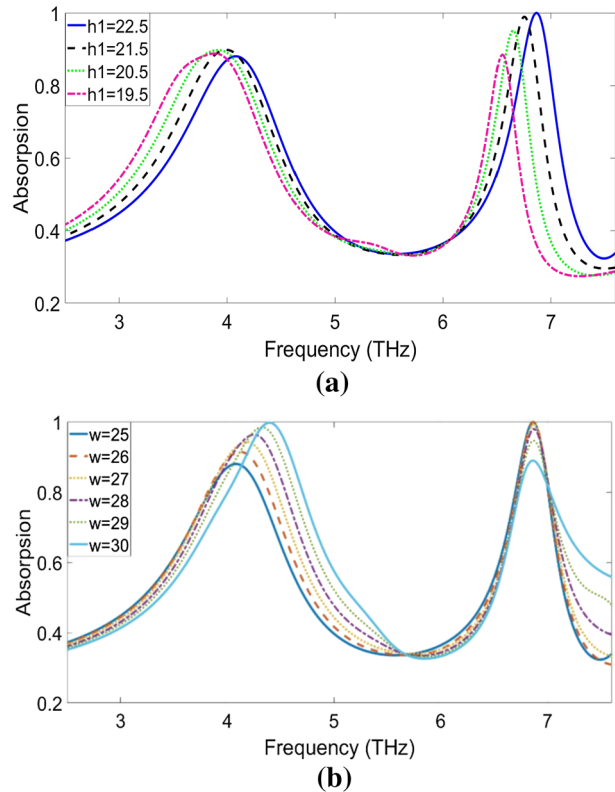 1
h1=22.5
h1=21.5
h1=20.5
h1=19.5
0.8
0.6
0.4
0.2
Absorpsion
3 4 5 6 7
Frequency (THz)
(a)
1
w=25
w=26
w=27
w=28
w=29
w=30
0.8
0.6
0.4
0.2
Absorpsion
3 4 5 6 7
Frequency (THz)
(b)